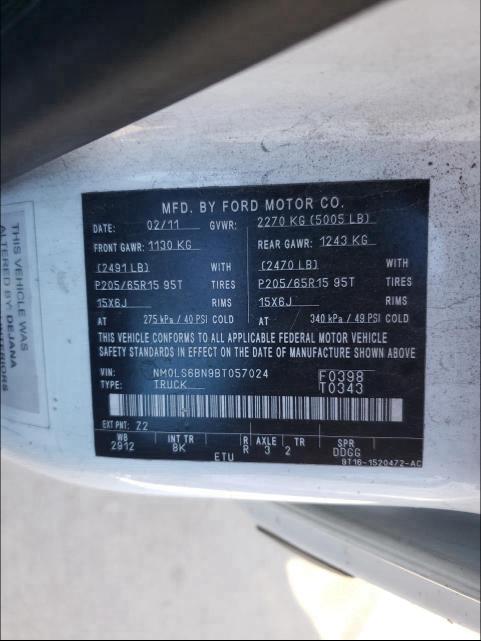 MFD. BY FORD MOTOR CO.
DATE: 02/11 GVWR: 2270 KG (5005 LB)
FRONT GAWR: 1130 KG REAR GAWR: 1243 KG
(2491 LB) WITH (2470 LB) WITH
P205/65R15 95T TIRES P205/65R15 95T TIRES
15X6J RIMS 15X6J RIMS
AT 275 kPa / 40 PSI COLD AT 340 kPa / 49 PSI COLD
THIS VEHICLE CONFORMS TO ALL APPLICABLE FEDERAL MOTOR VEHICLE
SAFETY STANDARDS IN EFFECT ON THE DATE OF MANUFACTURE SHOWN ABOVE.
VIN: NM0LS6BN9BT057024 F0398
TYPE: TRUCK T0343
EXT PNT: Z2
WB INT TR R AXLE TR SPR
2912 8K R 3 2 DDGG
ETU 9T16-1520472-AC
THIS VEHICLE WAS
ALTERED BY: DEJANA